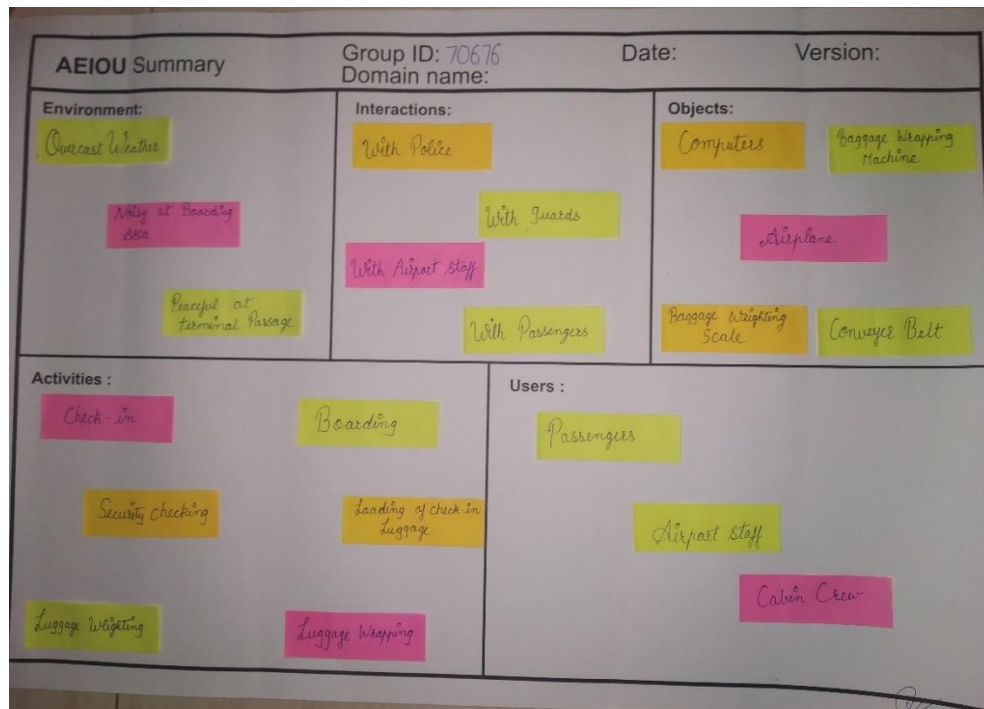 AEIOU Summary
Group ID: 70676
Domain name:
Date:
Version:
Environment:
Overcast Weather
Noisy at Boarding
Area
Peaceful at
terminal Passage
Interactions:
With Police
With guards
With Airport Staff
With Passengers
Objects:
Computers
Baggage Wrapping
Machine
Airplane
Baggage Weighting
Scale
Conveyer Belt
Activities :
Check-in
Boarding
Security checking
Loading of check-in
Luggage
Luggage Weighting
Luggage Wrapping
Users :
Passengers
Airport Staff
Cabin Crew